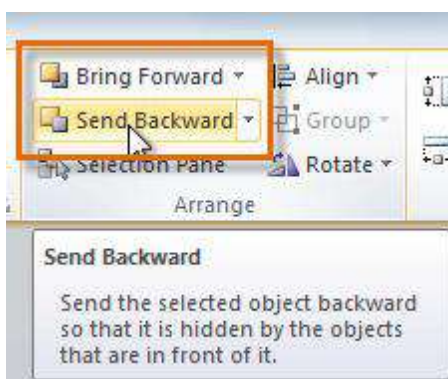 Bring Forward Align
Send Backward Group
Selection Pane Rotate
Arrange
Send Backward
Send the selected object backward
so that it is hidden by the objects
that are in front of it.